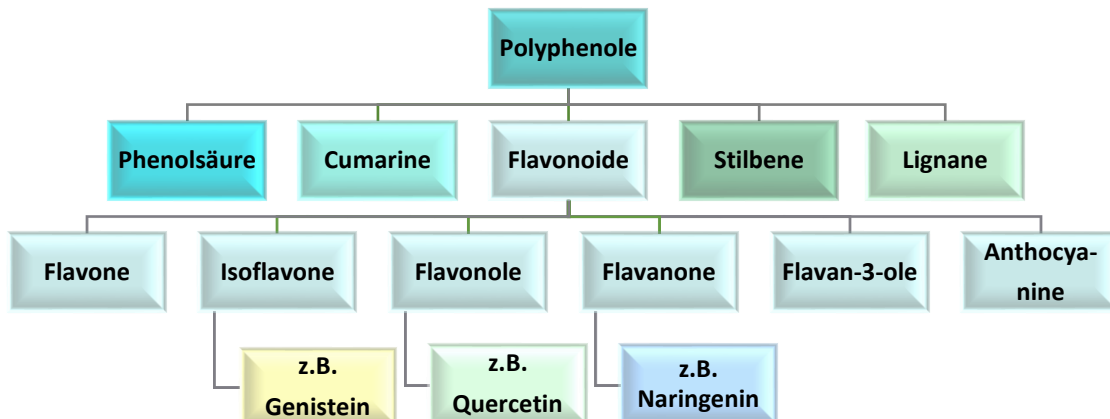 Polyphenole
Phenolsäure
Cumarine
Flavonoide
Stilbene
Lignane
Flavone
Isoflavone
Flavonole
Flavanone
Flavan-3-ole
Anthocya-
nine
z.B.
Genistein
z.B.
Quercetin
z.B.
Naringenin